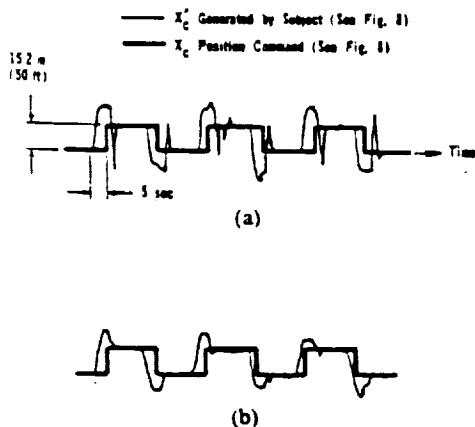 X'c Generated by Subject (See Fig. 8)
Xc Position Command (See Fig. 8)
15.2 m
(50 ft)
Time
5 sec
(a)
(b)